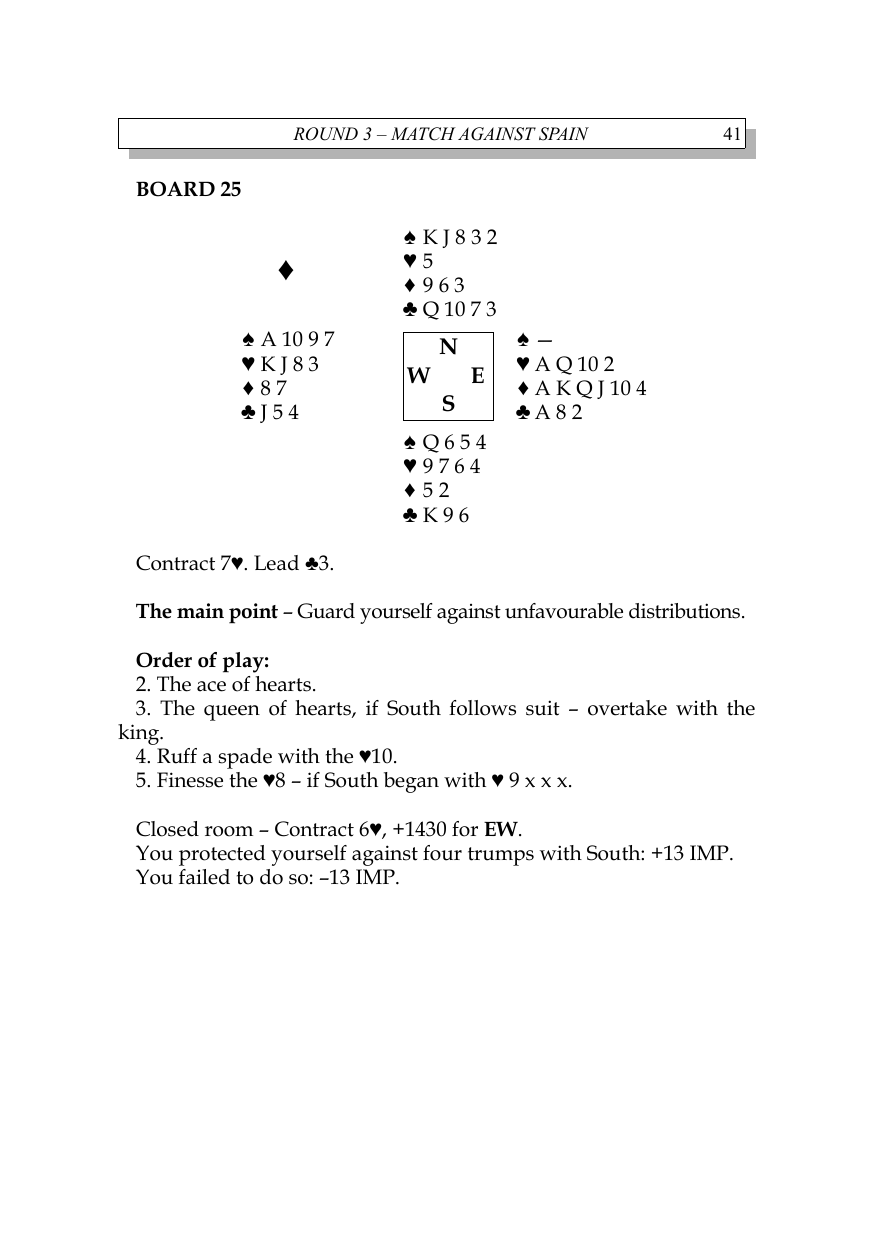 ROUND 3 – MATCH AGAINST SPAIN 41
BOARD 25
♦
♠ K J 8 3 2
♥ 5
♦ 9 6 3
♣ Q 10 7 3
♠ A 10 9 7
♥ K J 8 3
♦ 8 7
♣ J 5 4
N
W E
S
♠ —
♥ A Q 10 2
♦ A K Q J 10 4
♣ A 8 2
♠ Q 6 5 4
♥ 9 7 6 4
♦ 5 2
♣ K 9 6
Contract 7♥. Lead ♣3.
The main point – Guard yourself against unfavourable distributions.
Order of play:
2. The ace of hearts.
3. The queen of hearts, if South follows suit – overtake with the
king.
4. Ruff a spade with the ♥10.
5. Finesse the ♥8 – if South began with ♥ 9 x x x.
Closed room – Contract 6♥, +1430 for EW.
You protected yourself against four trumps with South: +13 IMP.
You failed to do so: –13 IMP.